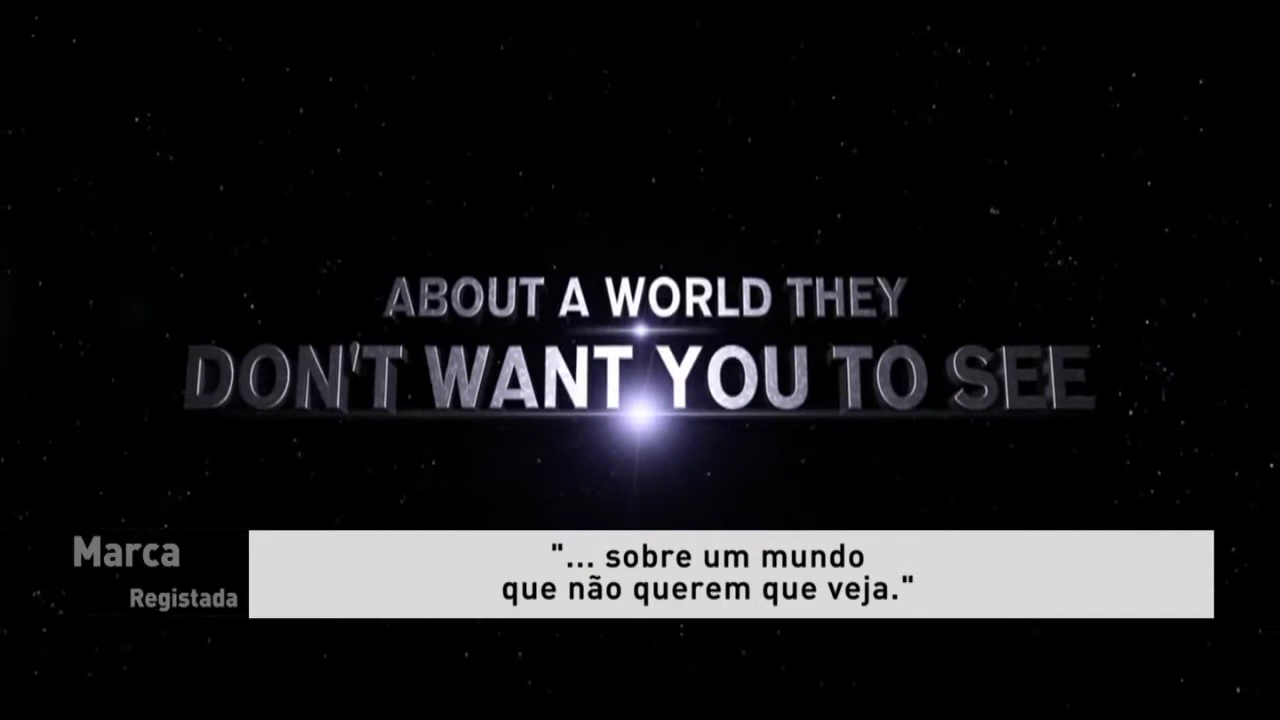 ABOUT A WORLD THEY
DON'T WANT YOU TO SEE
Marca
Registada
"... sobre um mundo
que não querem que veja."